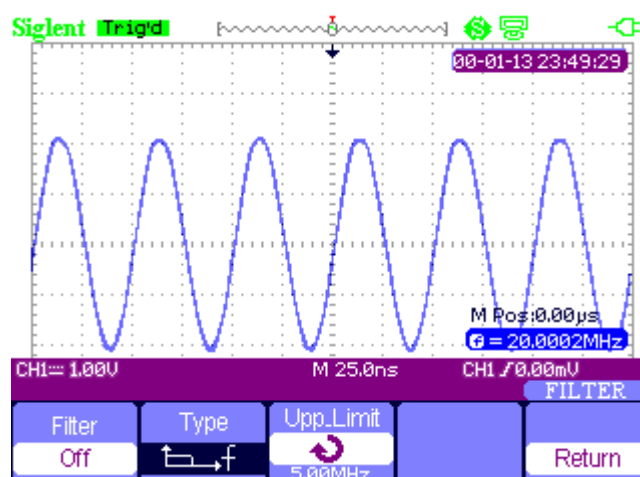 Siglent Trig'd
00-01-13 23:49:29
M Pos:0.00µs
f = 20.0002MHz
CH1 1.00V M 25.0ns CH1 0.00mV
FILTER
Filter Type Upp_Limit
Off f 5.00MHz Return